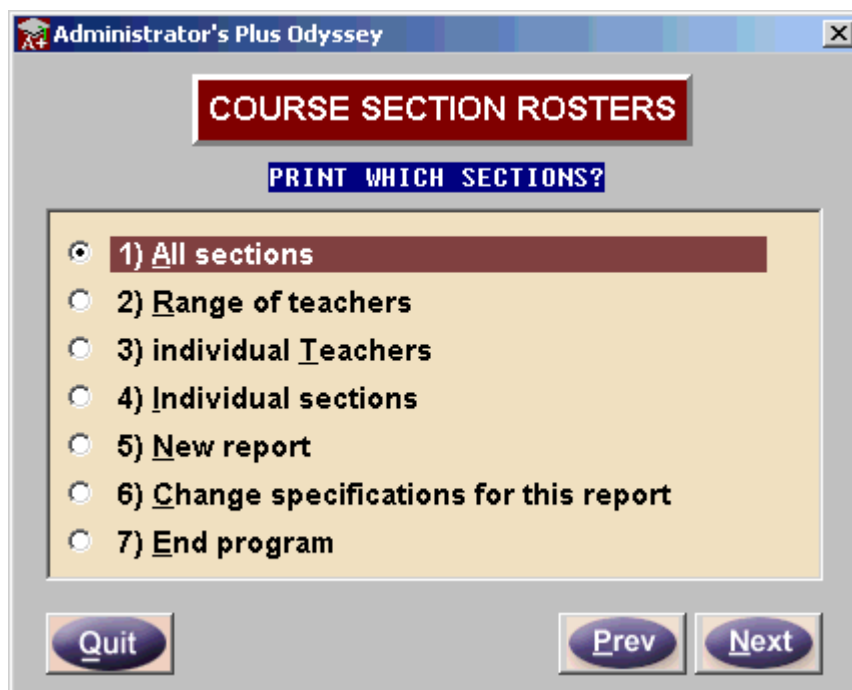 Administrator's Plus Odyssey
COURSE SECTION ROSTERS
PRINT WHICH SECTIONS?
1) All sections
2) Range of teachers
3) individual Teachers
4) Individual sections
5) New report
6) Change specifications for this report
7) End program
Quit Prev Next